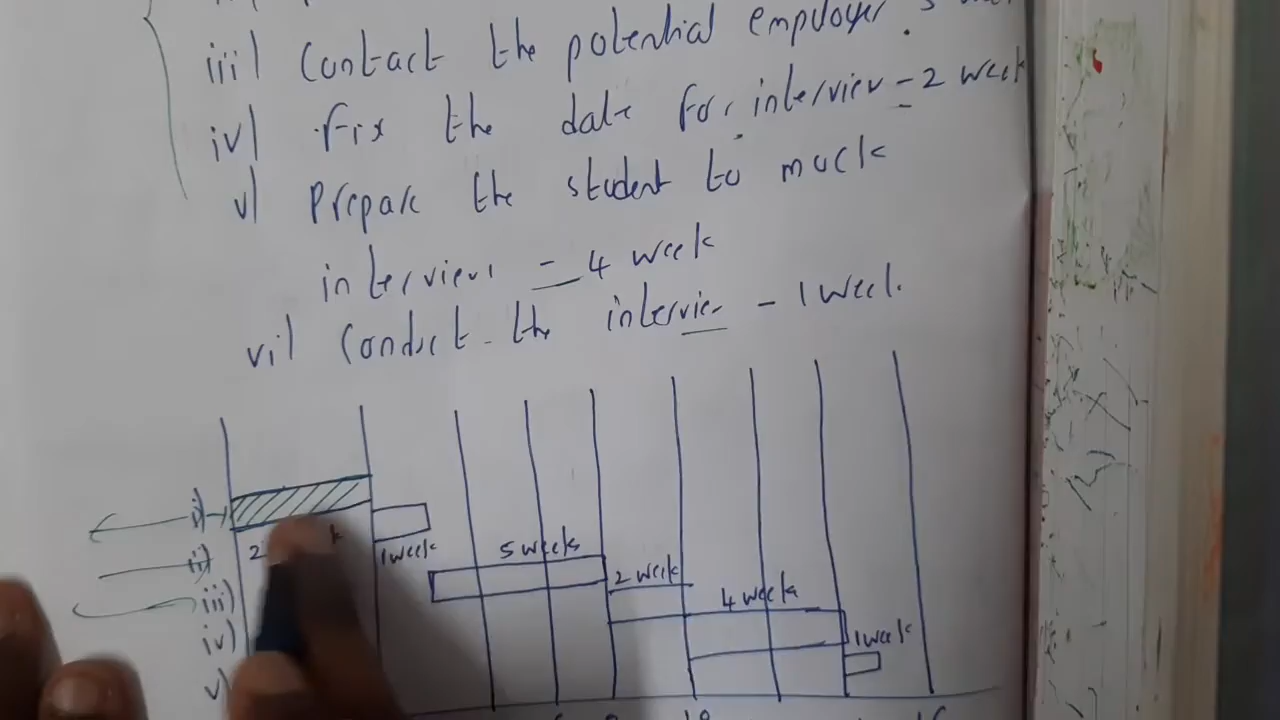 iii) Contact the potential employer
iv) Fix the date for interview - 2 week
v) Prepare the student to mock
interview - 4 week
vi) Conduct the interview - 1 week.
i)
ii) 2 1 week 5 weeks
iii) 2 week 4 week
iv) 1 week
v)
10